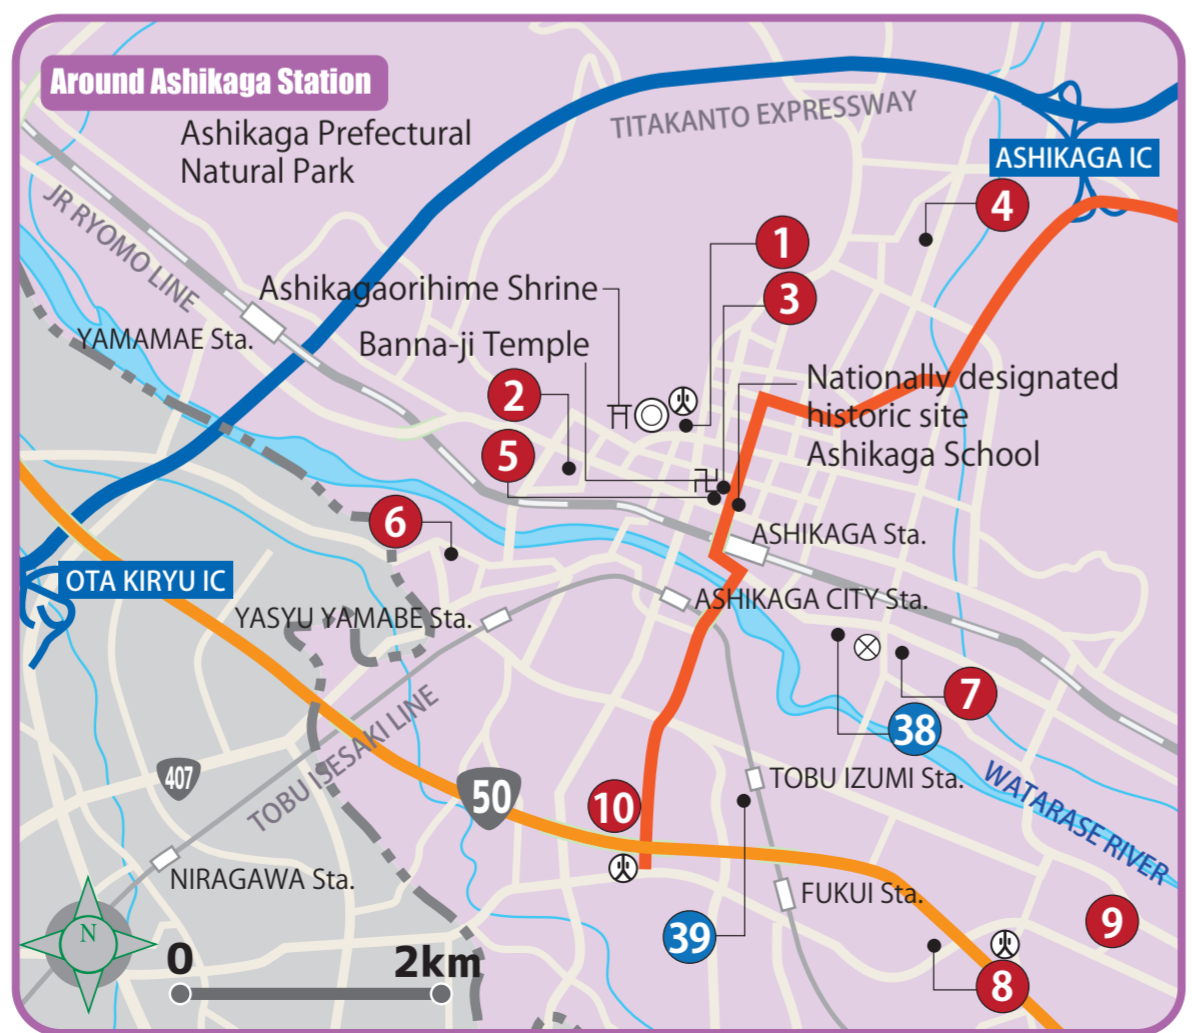 Around Ashikaga Station
Ashikaga Prefectural
Natural Park
TITAKANTO EXPRESSWAY
ASHIKAGA IC
4
1
JR RYOMO LINE
Ashikagaorihime Shrine
3
YAMAMAE Sta.
Banna-ji Temple
2
Nationally designated
historic site
Ashikaga School
5
6
ASHIKAGA Sta.
OTA KIRYU IC
ASHIKAGA CITY Sta.
YASYU YAMABE Sta.
7
38
TOBU ISESAKI LINE
407
50
10
TOBU IZUMI Sta.
WATARASE RIVER
NIRAGAWA Sta.
FUKUI Sta.
9
39
N
0
2km
8